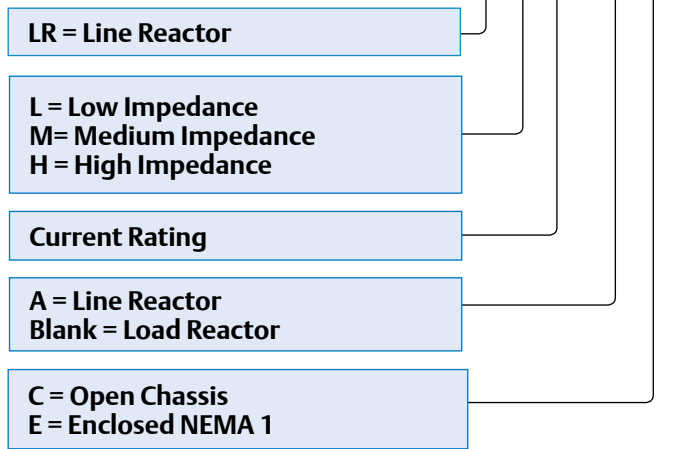 LR = Line Reactor
L = Low Impedance
M= Medium Impedance
H = High Impedance
Current Rating
A = Line Reactor
Blank = Load Reactor
C = Open Chassis
E = Enclosed NEMA 1